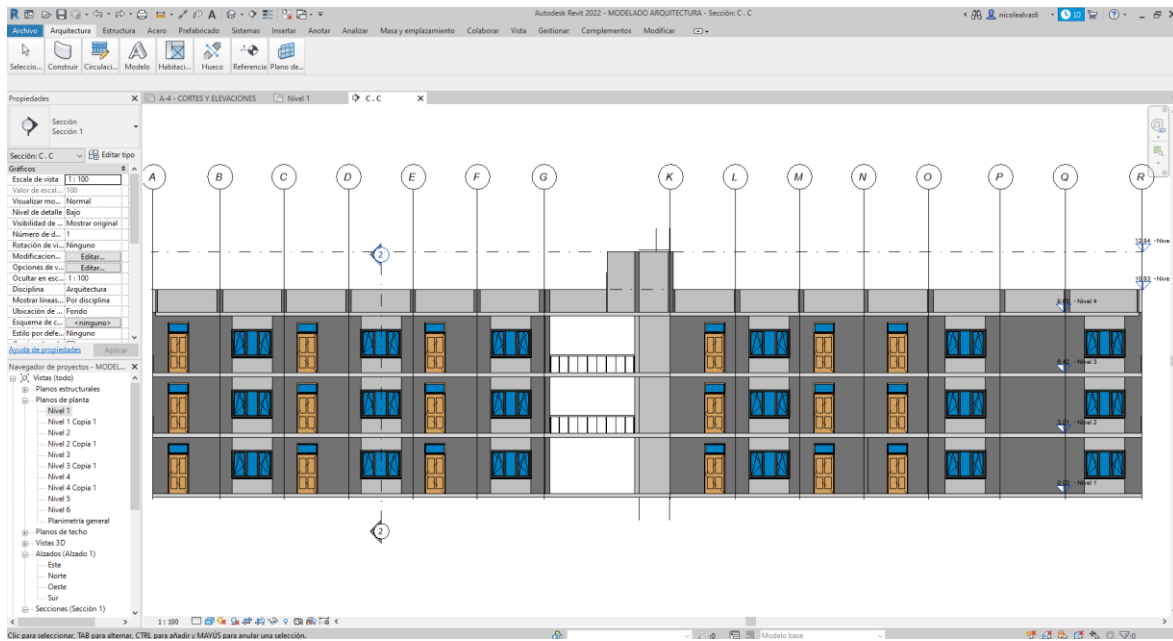 Autodesk Revit 2022 - MODELADO ARQUITECTURA - Sección: C . C
nicolealvas6
10
Archivo Arquitectura Estructura Acero Prefabricado Sistemas Insertar Anotar Analizar Masa y emplazamiento Colaborar Vista Gestionar Complementos Modificar
Seleccio... Construir Circulaci... Modelo Habitaci... Hueco Referencia Plano de...
Propiedades
A-4 - CORTES Y ELEVACIONES Nivel 1 C . C
Sección
Sección 1
Sección: C . C Editar tipo
Gráficos
Escala de vista 1 : 100
Valor de escal... 100
Visualizar mo... Normal
Nivel de detalle Bajo
Visibilidad de ... Mostrar original
Número de d... 1
Rotación de vi... Ninguno
Modificacion... Editar...
Opciones de v... Editar...
Ocultar en esc... 1 : 100
Disciplina Arquitectura
Mostrar líneas... Por disciplina
Ubicación de ... Fondo
Esquema de c... <ninguno>
Estilo por defe... Ninguno
Ayuda de propiedades Aplicar
Navegador de proyectos - MODEL...
Vistas (todo)
Planos estructurales
Planos de planta
Nivel 1
Nivel 1 Copia 1
Nivel 2
Nivel 2 Copia 1
Nivel 3
Nivel 3 Copia 1
Nivel 4
Nivel 4 Copia 1
Nivel 5
Nivel 6
Planimetría general
Planos de techo
Vistas 3D
Alzados (Alzado 1)
Este
Norte
Oeste
Sur
Secciones (Sección 1)
A B C D E F G K L M N O P Q R
2
- Nive
- Nive
- Nivel 4
- Nivel 3
- Nivel 2
- Nivel 1
2
1 : 100
Clic para seleccionar, TAB para alternar, CTRL para añadir y MAYÚS para anular una selección.
:0
Modelo base
:0